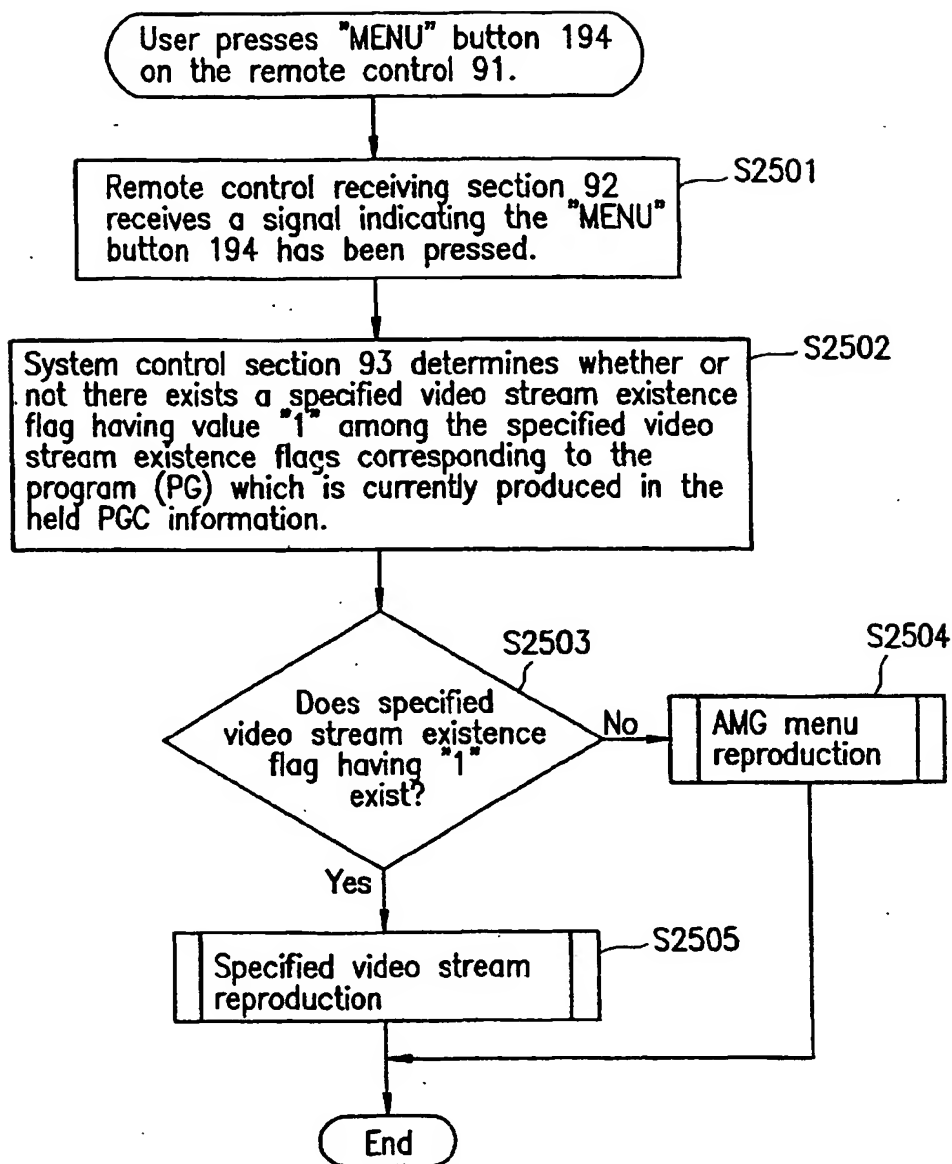 User presses "MENU" button 194
on the remote control 91.
S2501
Remote control receiving section 92
receives a signal indicating the "MENU"
button 194 has been pressed.
S2502
System control section 93 determines whether or
not there exists a specified video stream existence
flag having value "1" among the specified video
stream existence flags corresponding to the
program (PG) which is currently produced in the
held PGC information.
S2503
Does specified
video stream existence
flag having "1"
exist?
No
S2504
AMG menu
reproduction
Yes
S2505
Specified video stream
reproduction
End